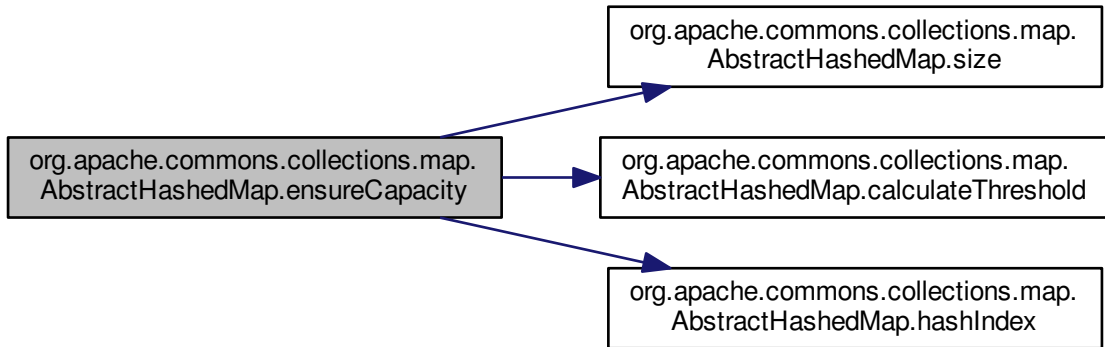 org.apache.commons.collections.map.
AbstractHashedMap.size
org.apache.commons.collections.map.
AbstractHashedMap.ensureCapacity
org.apache.commons.collections.map.
AbstractHashedMap.calculateThreshold
org.apache.commons.collections.map.
AbstractHashedMap.hashIndex